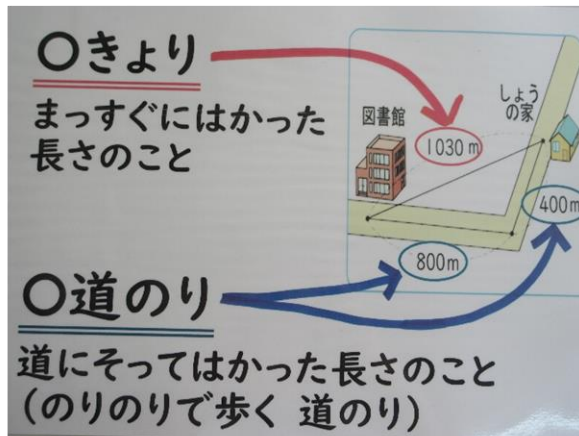 ○きょり
まっすぐにはかった
長さのこと
図書館
しょう
の家
1030m
400m
800m
○道のり
道にそってはかった長さのこと
(のりのりで歩く 道のり)